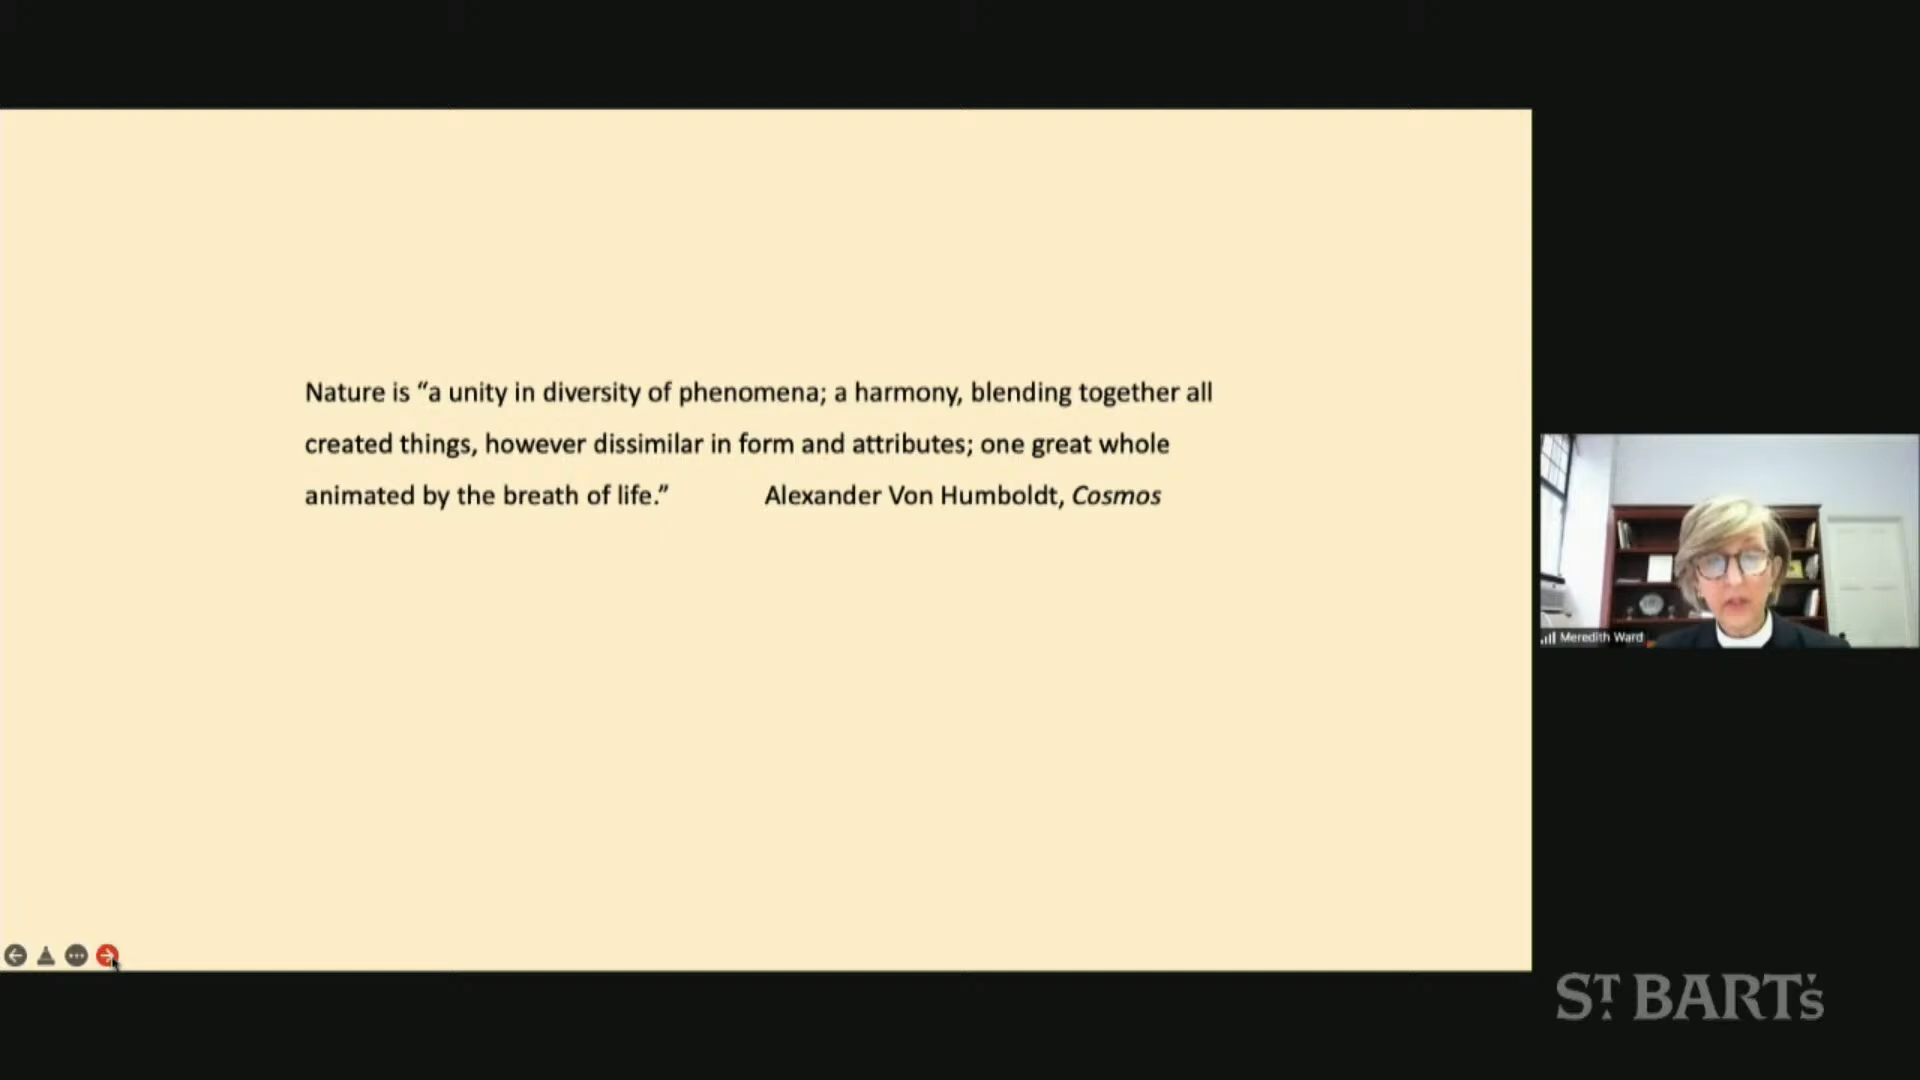 Nature is “a unity in diversity of phenomena; a harmony, blending together all
created things, however dissimilar in form and attributes; one great whole
animated by the breath of life.” Alexander Von Humboldt, Cosmos
Meredith Ward
ST BART's